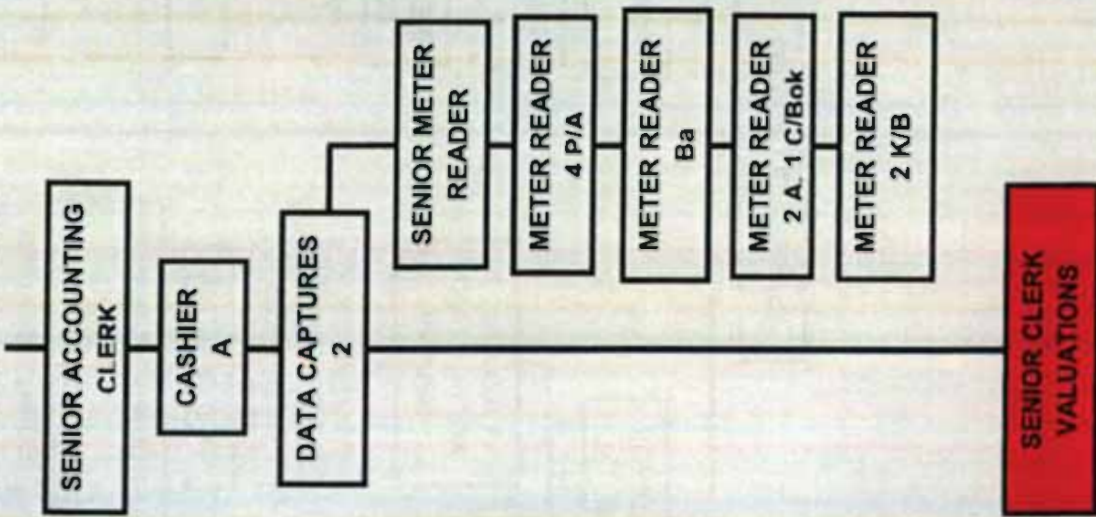 SENIOR ACCOUNTING
CLERK
CASHIER
A
DATA CAPTURES
2
SENIOR METER
READER
METER READER
4 P/A
METER READER
Ba
METER READER
2 A. 1 C/Bok
METER READER
2 K/B
SENIOR CLERK
VALUATIONS